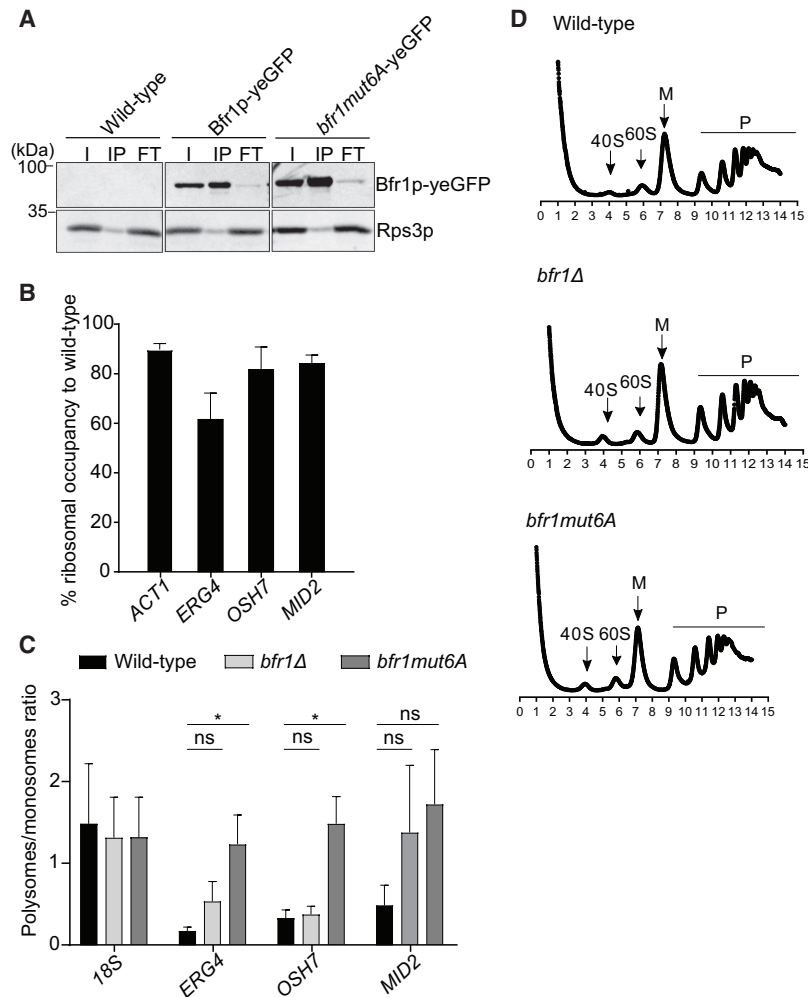 A
Wild-type
Bfr1p-yeGFP
bfr1mut6A-yeGFP
(kDa)
I IP FT I IP FT I IP FT
100
Bfr1p-yeGFP
35
Rps3p
B
% ribosomal occupancy to wild-type
100
80
60
40
20
0
ACT1
ERG4
OSH7
MID2
C
Wild-type
bfr1Δ
bfr1mut6A
Polysomes/monosomes ratio
3
2
1
0
*
ns
*
ns
ns
ns
18S
ERG4
OSH7
MID2
D
Wild-type
40S
60S
M
P
0 1 2 3 4 5 6 7 8 9 10 11 12 13 14 15
bfr1Δ
40S
60S
M
P
0 1 2 3 4 5 6 7 8 9 10 11 12 13 14 15
bfr1mut6A
40S
60S
M
P
0 1 2 3 4 5 6 7 8 9 10 11 12 13 14 15